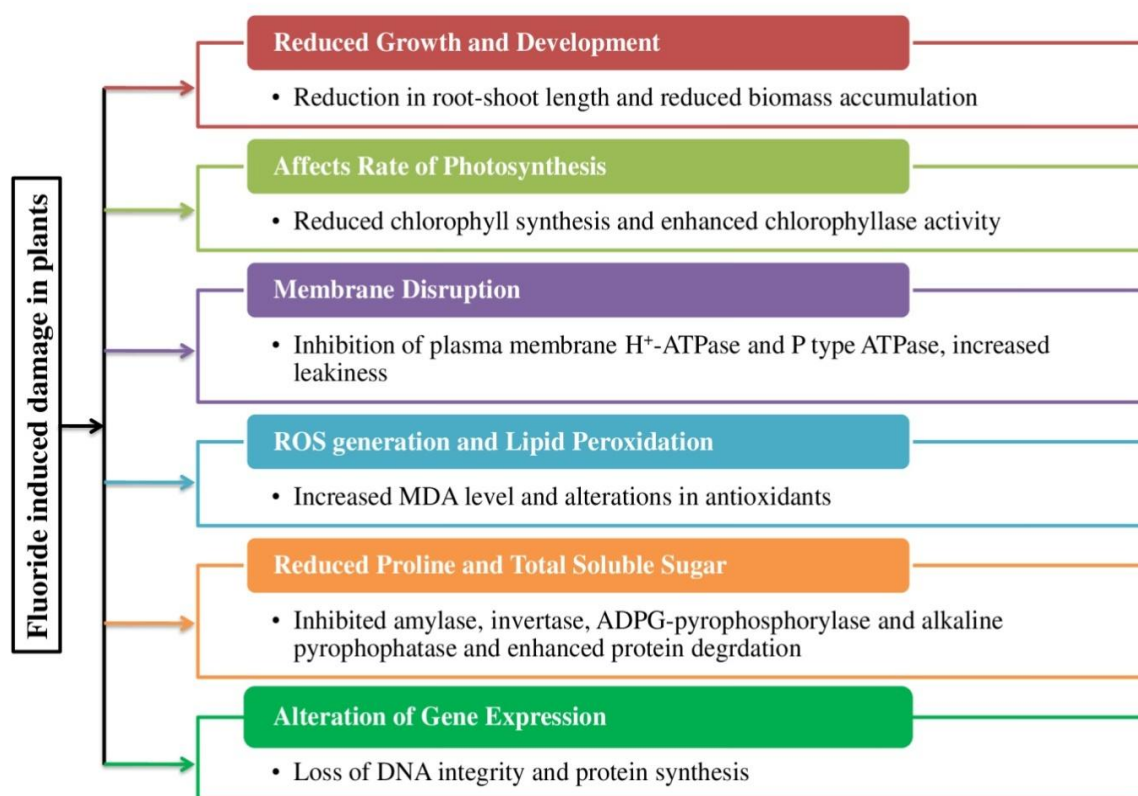 Fluoride induced damage in plants
Reduced Growth and Development
• Reduction in root-shoot length and reduced biomass accumulation
Affects Rate of Photosynthesis
• Reduced chlorophyll synthesis and enhanced chlorophyllase activity
Membrane Disruption
• Inhibition of plasma membrane H⁺-ATPase and P type ATPase, increased
leakiness
ROS generation and Lipid Peroxidation
• Increased MDA level and alterations in antioxidants
Reduced Proline and Total Soluble Sugar
• Inhibited amylase, invertase, ADPG-pyrophosphorylase and alkaline
pyrophophatase and enhanced protein degrdation
Alteration of Gene Expression
• Loss of DNA integrity and protein synthesis